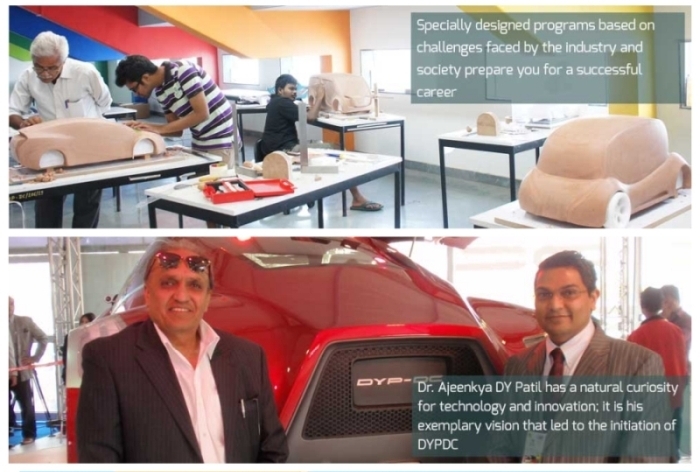 Specially designed programs based on
challenges faced by the Industry and
society prepare you for a successful
career
DYP-DC
Dr. Ajeenkya DY Patil has a natural curiosity
for technology and innovation; it is his
exemplary vision that led to the initiation of
DYPDC